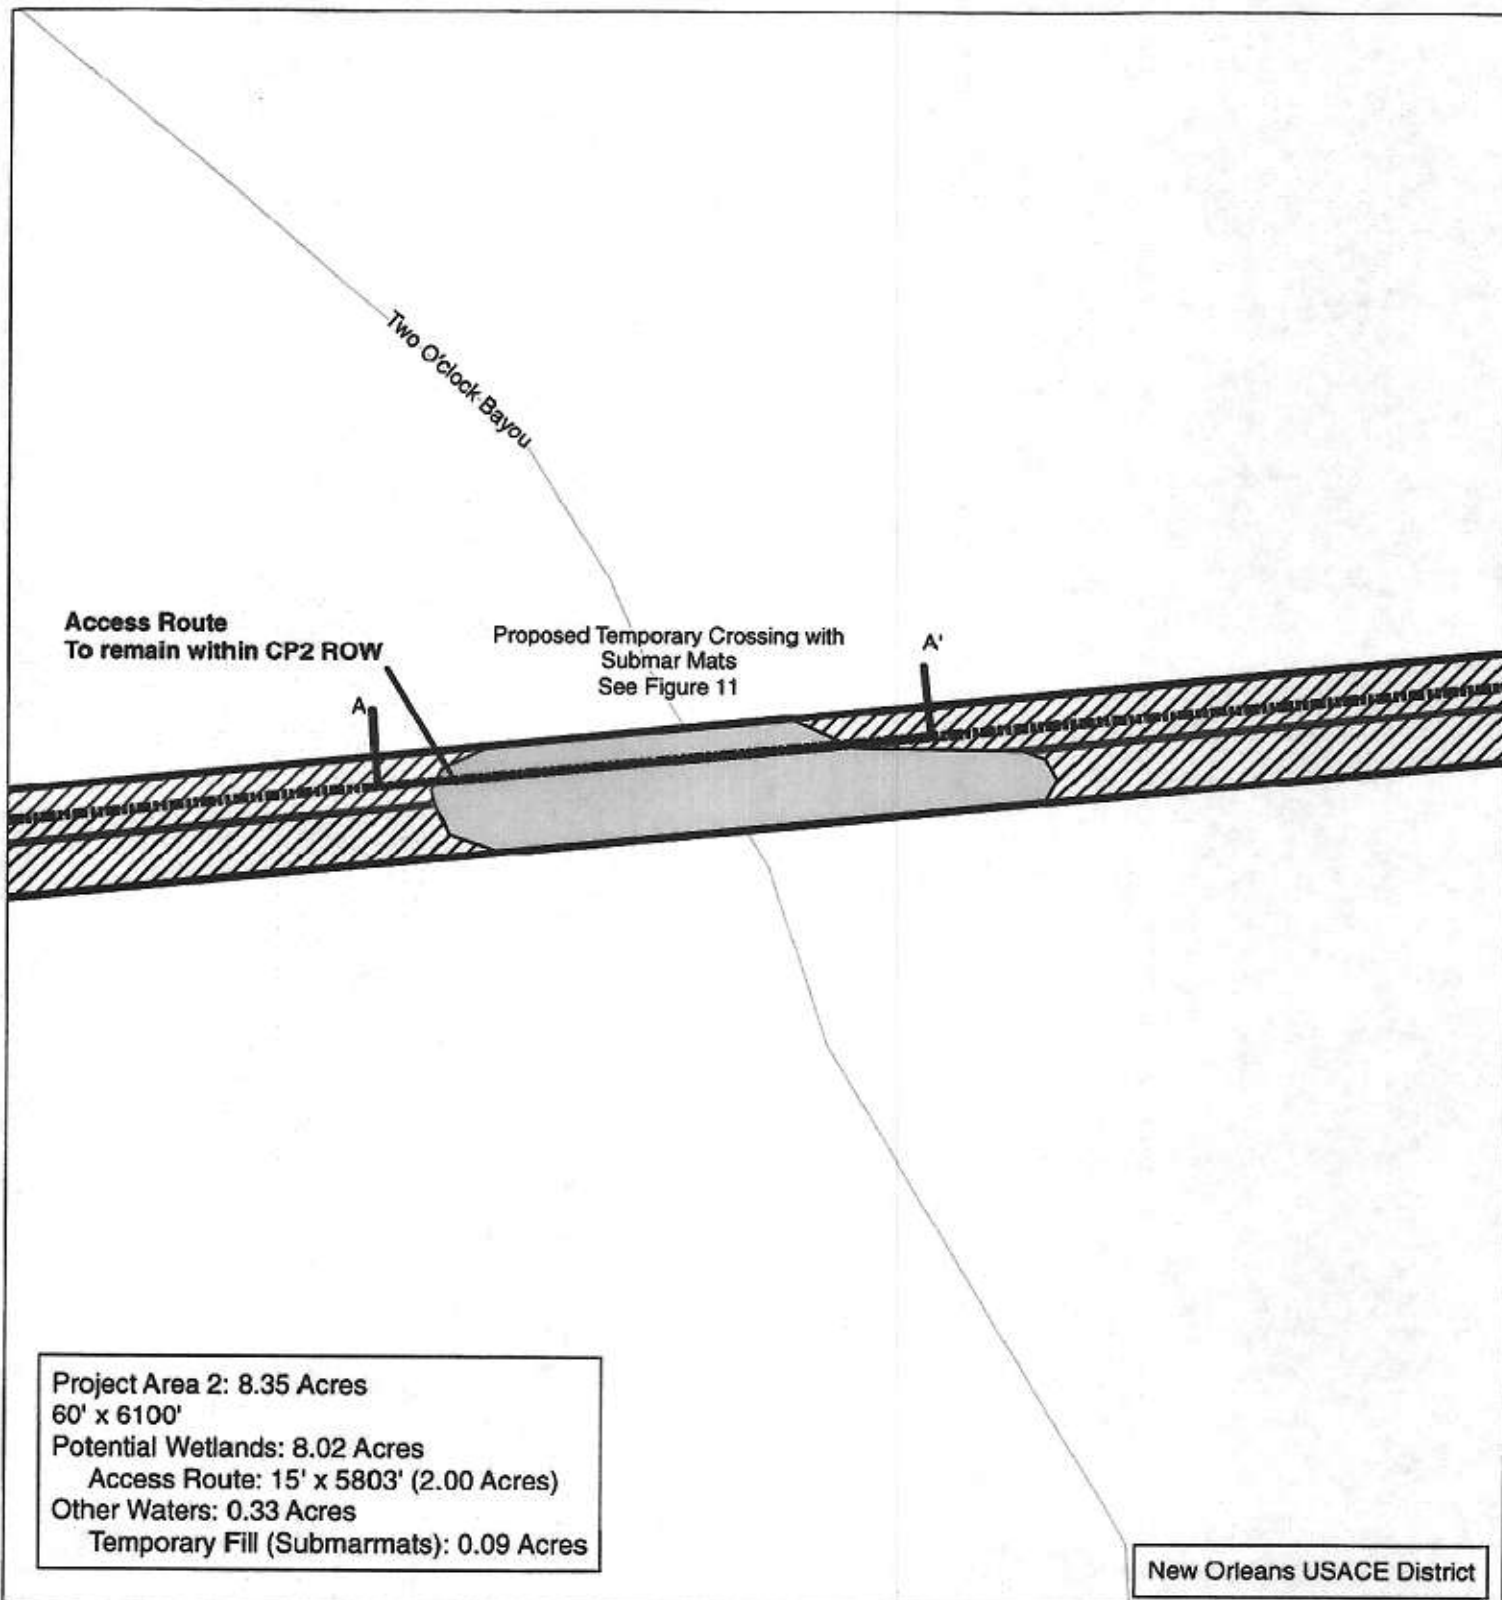 Two O'clock Bayou
Access Route
To remain within CP2 ROW
Proposed Temporary Crossing with
Submar Mats
See Figure 11
A
A'
Project Area 2: 8.35 Acres
60' x 6100'
Potential Wetlands: 8.02 Acres
Access Route: 15' x 5803' (2.00 Acres)
Other Waters: 0.33 Acres
Temporary Fill (Submarmats): 0.09 Acres
New Orleans USACE District